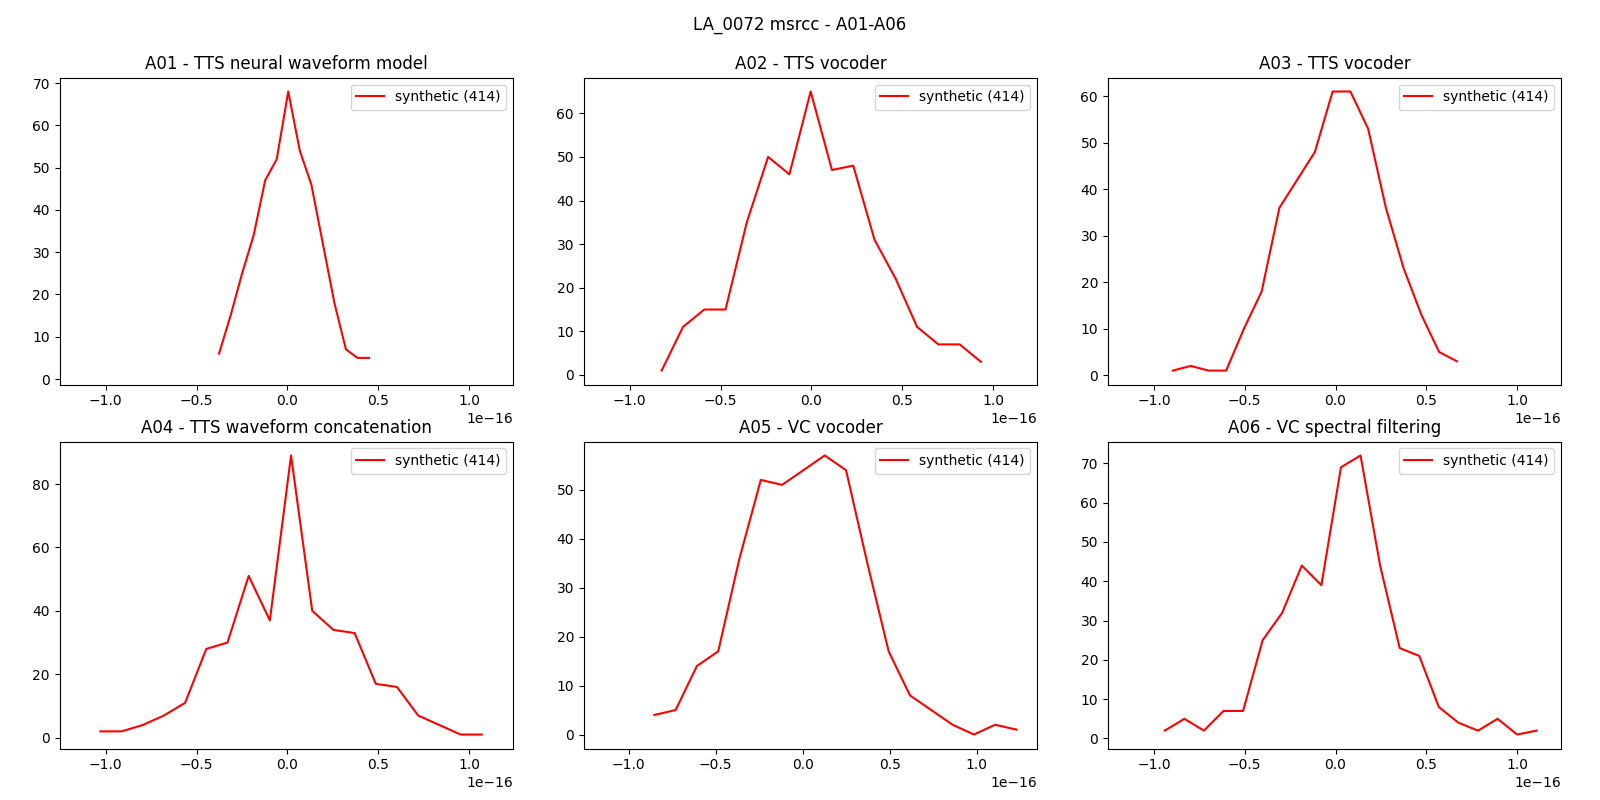 LA_0072 msrcc - A01-A06
A01 - TTS neural waveform model
70
60
50
40
30
20
10
0
synthetic (414)
−1.0 −0.5 0.0 0.5 1.0
1e−16
A02 - TTS vocoder
60
50
40
30
20
10
0
synthetic (414)
−1.0 −0.5 0.0 0.5 1.0
1e−16
A03 - TTS vocoder
60
50
40
30
20
10
0
synthetic (414)
−1.0 −0.5 0.0 0.5 1.0
1e−16
A04 - TTS waveform concatenation
80
60
40
20
0
synthetic (414)
−1.0 −0.5 0.0 0.5 1.0
1e−16
A05 - VC vocoder
50
40
30
20
10
0
synthetic (414)
−1.0 −0.5 0.0 0.5 1.0
1e−16
A06 - VC spectral filtering
70
60
50
40
30
20
10
0
synthetic (414)
−1.0 −0.5 0.0 0.5 1.0
1e−16